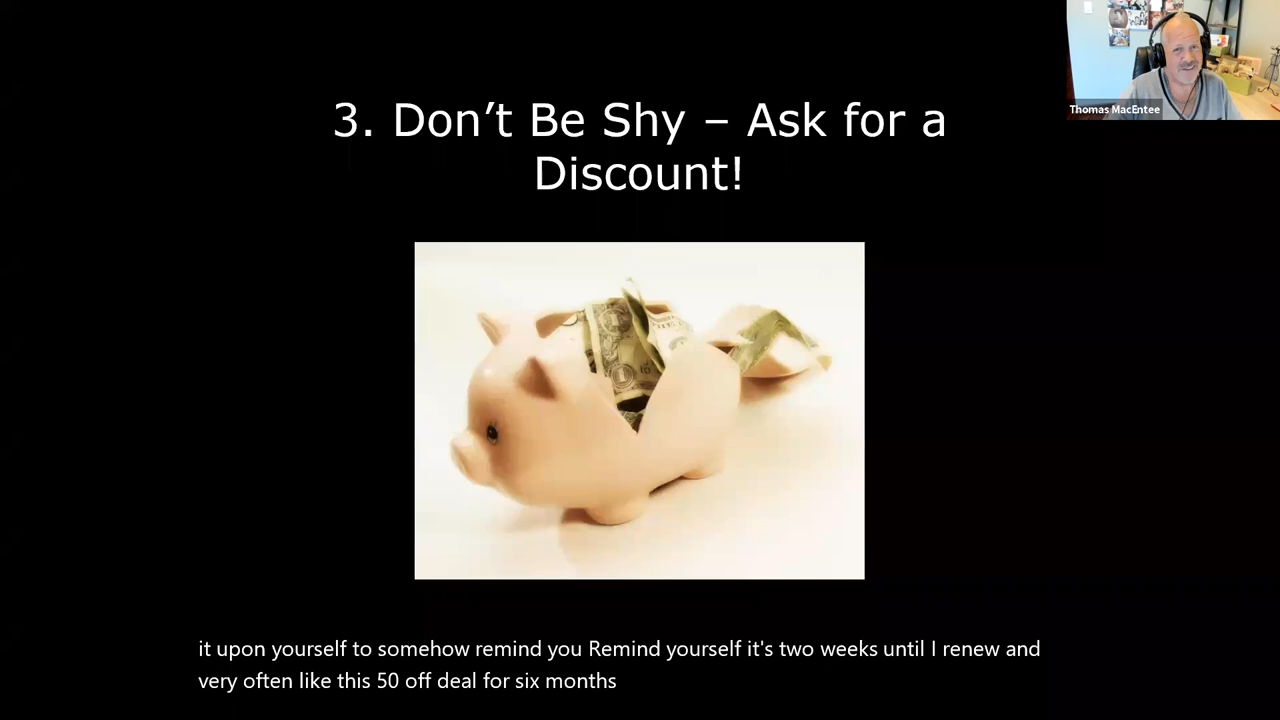 Thomas MacEntee
3. Don’t Be Shy – Ask for a
Discount!
it upon yourself to somehow remind you Remind yourself it's two weeks until I renew and
very often like this 50 off deal for six months